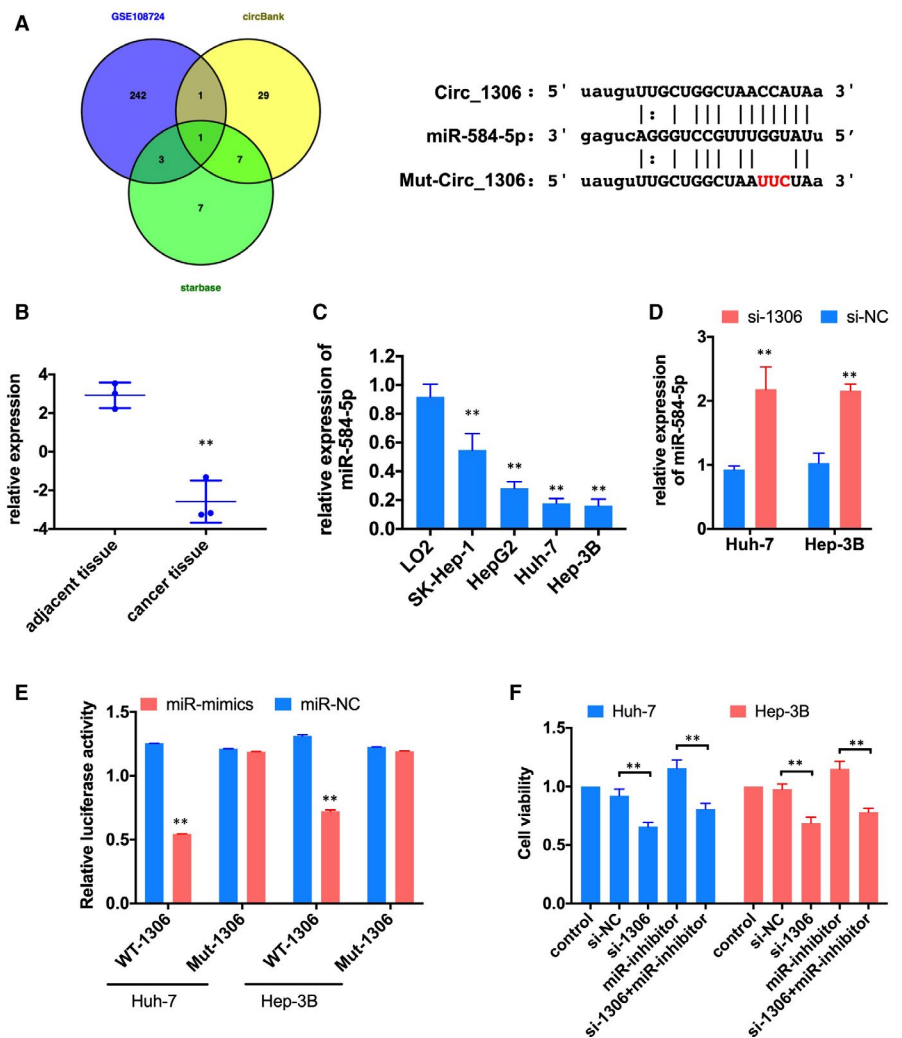 A
GSE108724
circBank
242
1
29
1
3
7
7
starbase
Circ_1306 : 5' uauguUUGCUGGCUAACCAUAa 3'
miR-584-5p: 3' gagucAGGGUCCGUUUGGUAUu 5’
Mut-Circ_1306: 5' uauguUUGCUGGCUAAUUCUAa 3'
B
relative expression
4
2
0
-2
-4
**
adjacent tissue
cancer tissue
C
relative expression of
miR-584-5p
1.2
1.0
0.8
0.6
0.4
0.2
0.0
**
**
**
**
LO2
SK-Hep-1
HepG2
Huh-7
Hep-3B
D
si-1306
si-NC
relative expression
of miR-584-5p
3
2
1
0
**
**
Huh-7
Hep-3B
E
miR-mimics
miR-NC
Relative luciferase activity
1.5
1.0
0.5
0.0
**
**
WT-1306
Mut-1306
WT-1306
Mut-1306
Huh-7
Hep-3B
F
Huh-7
Hep-3B
Cell viability
1.5
1.0
0.5
0.0
**
**
**
**
control
si-NC
si-1306
miR-inhibitor
si-1306+miR-inhibitor
control
si-NC
si-1306
miR-inhibitor
si-1306+miR-inhibitor